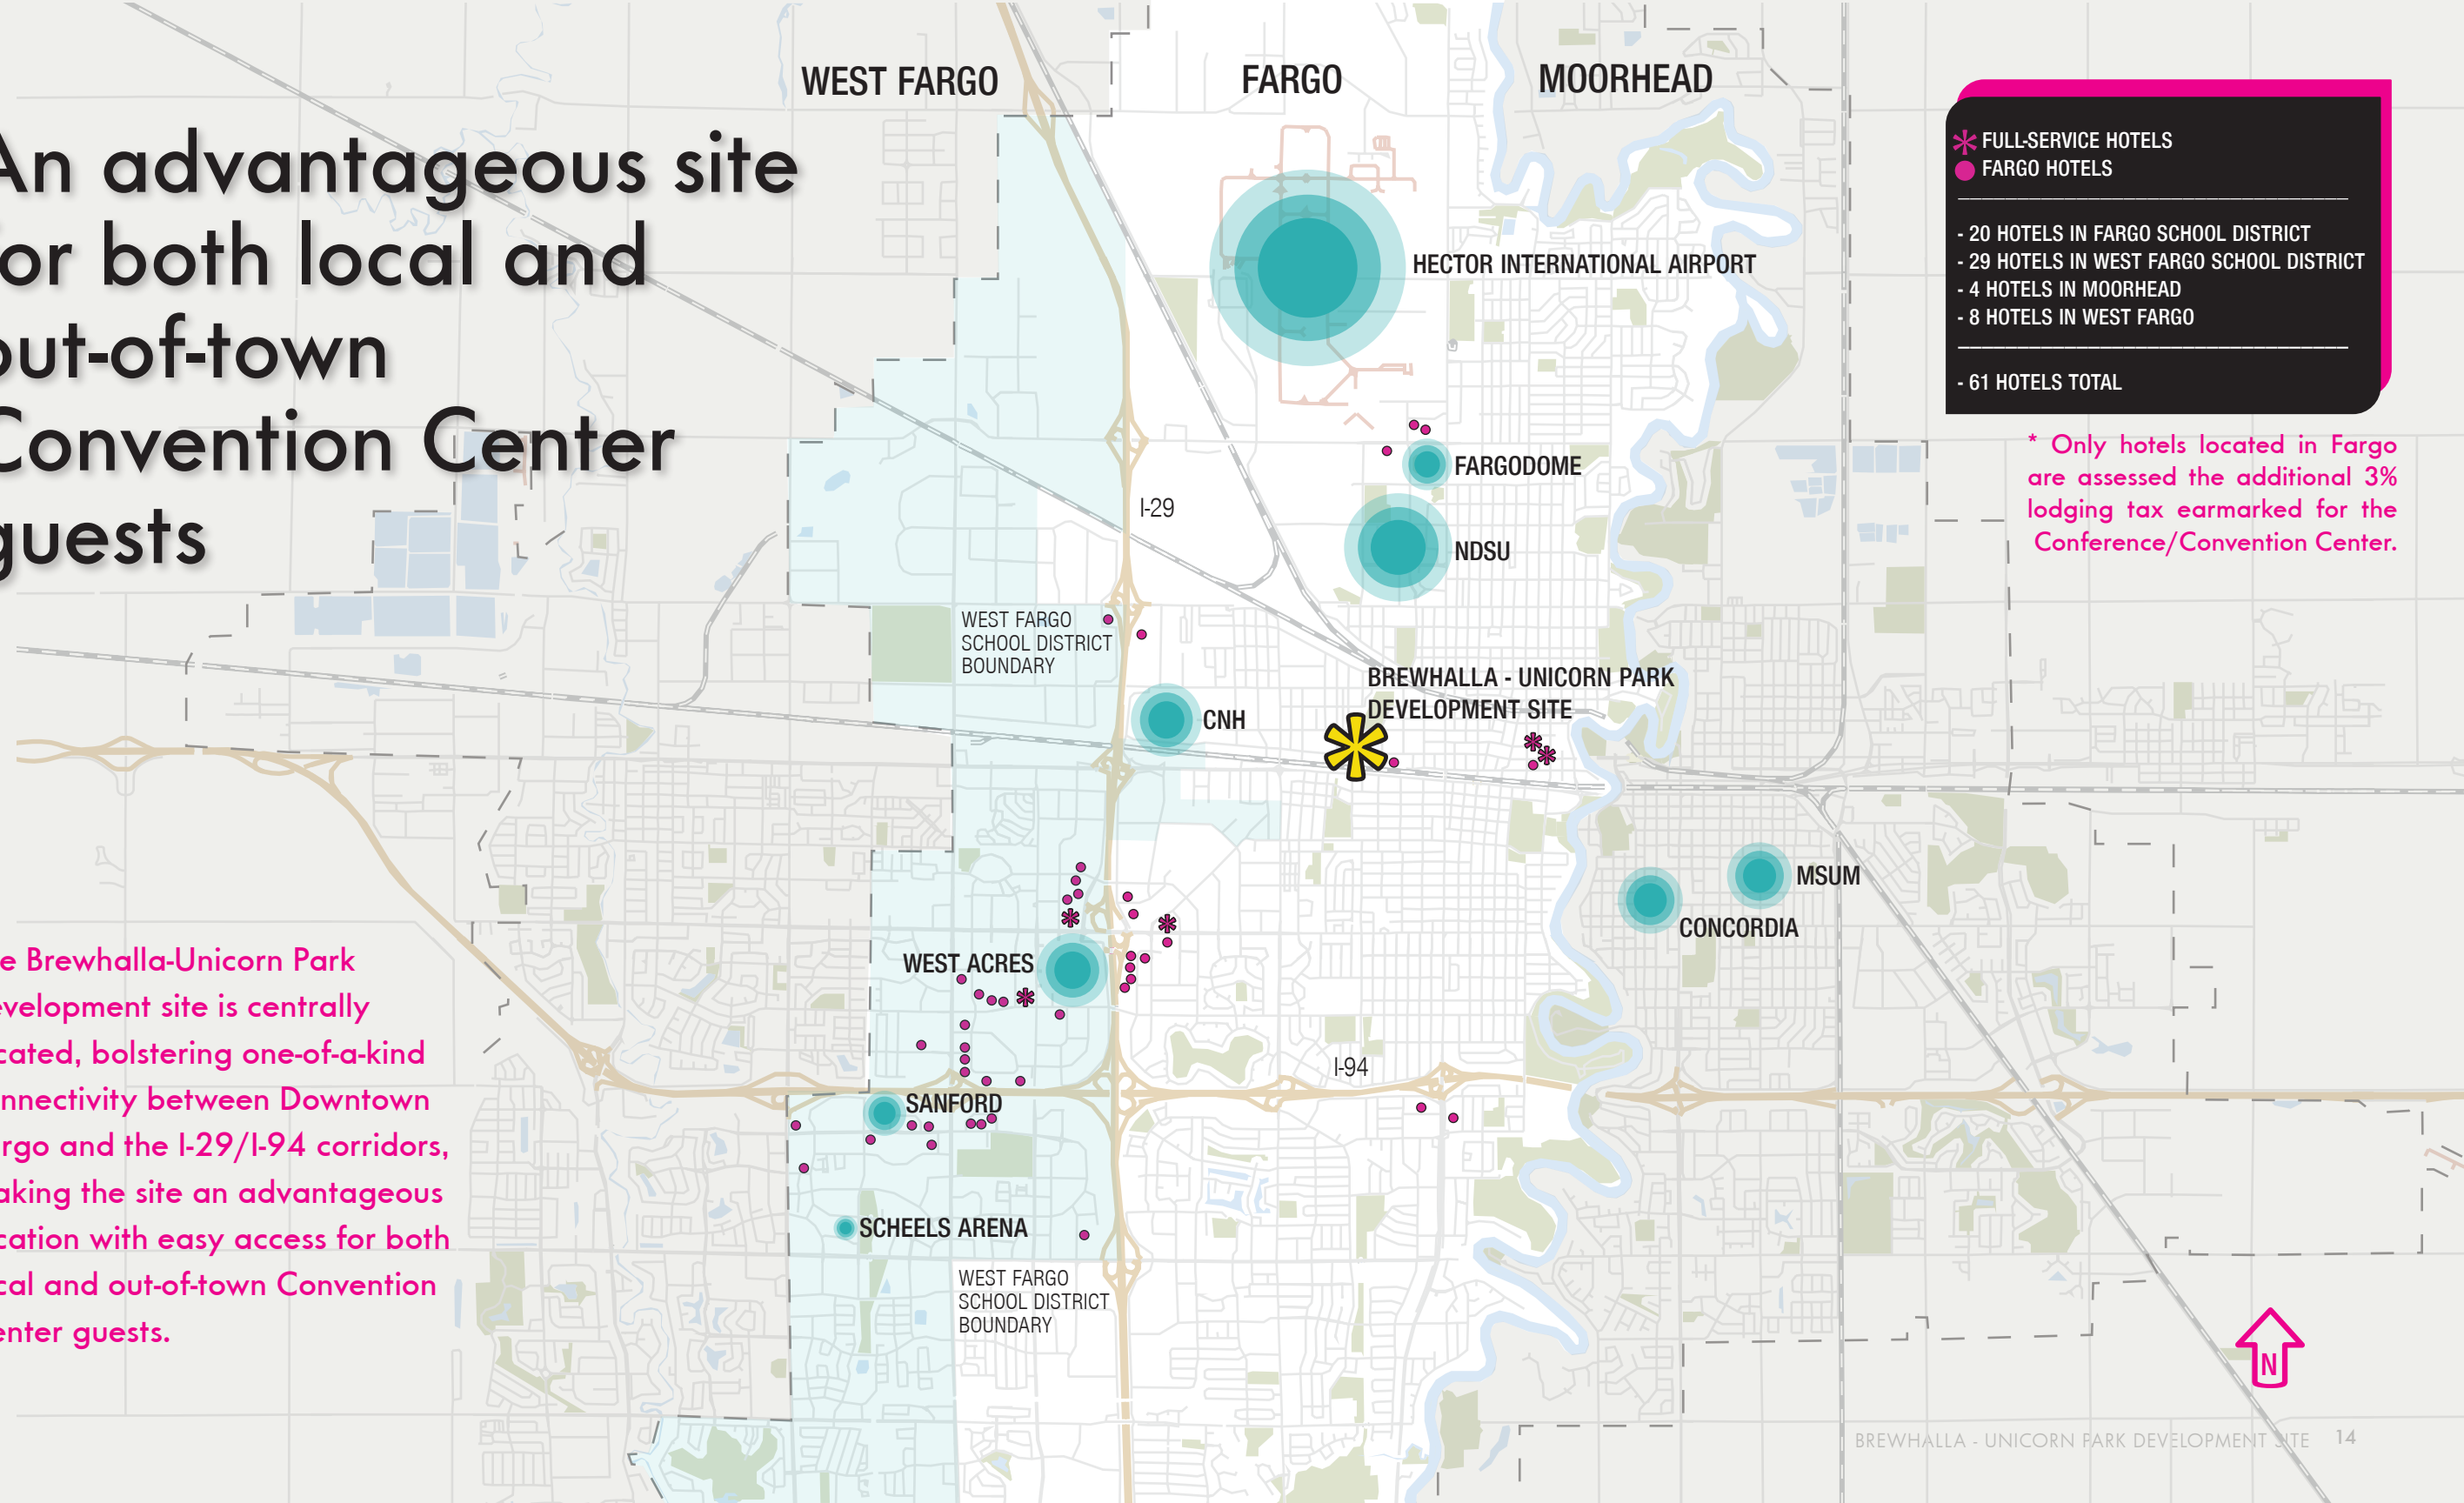 WEST FARGO
FARGO
MOORHEAD
An advantageous site
for both local and
out-of-town
Convention Center
guests
* FULL-SERVICE HOTELS
FARGO HOTELS
- 20 HOTELS IN FARGO SCHOOL DISTRICT
- 29 HOTELS IN WEST FARGO SCHOOL DISTRICT
- 4 HOTELS IN MOORHEAD
- 8 HOTELS IN WEST FARGO
- 61 HOTELS TOTAL
* Only hotels located in Fargo
are assessed the additional 3%
lodging tax earmarked for the
Conference/Convention Center.
HECTOR INTERNATIONAL AIRPORT
FARGODOME
I-29
NDSU
WEST FARGO
SCHOOL DISTRICT
BOUNDARY
BREWHALLA - UNICORN PARK
DEVELOPMENT SITE
CNH
MSUM
CONCORDIA
WEST ACRES
I-94
SANFORD
SCHEELS ARENA
WEST FARGO
SCHOOL DISTRICT
BOUNDARY
e Brewhalla-Unicorn Park
evelopment site is centrally
cated, bolstering one-of-a-kind
nnectivity between Downtown
rgo and the I-29/I-94 corridors,
aking the site an advantageous
cation with easy access for both
cal and out-of-town Convention
enter guests.
N
BREWHALLA - UNICORN PARK DEVELOPMENT SITE 14